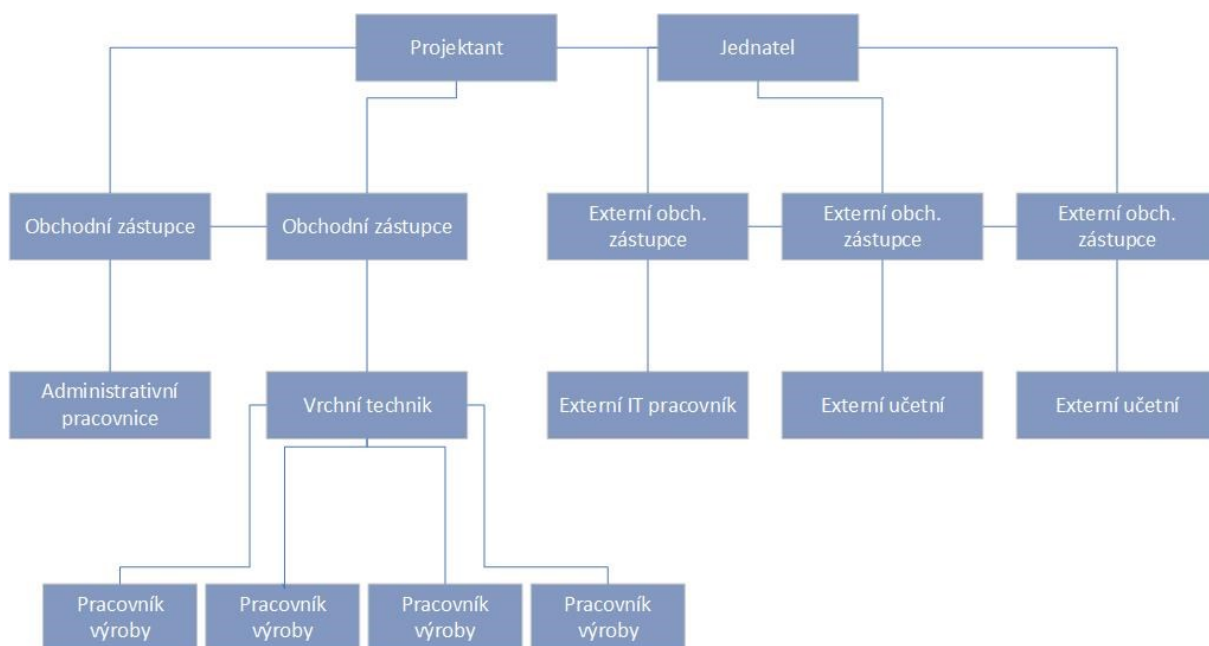 Projektant
Jednatel
Obchodní zástupce
Obchodní zástupce
Externí obch.
zástupce
Externí obch.
zástupce
Externí obch.
zástupce
Administrativní
pracovnice
Vrchní technik
Externí IT pracovník
Externí učetní
Externí učetní
Pracovník
výroby
Pracovník
výroby
Pracovník
výroby
Pracovník
výroby